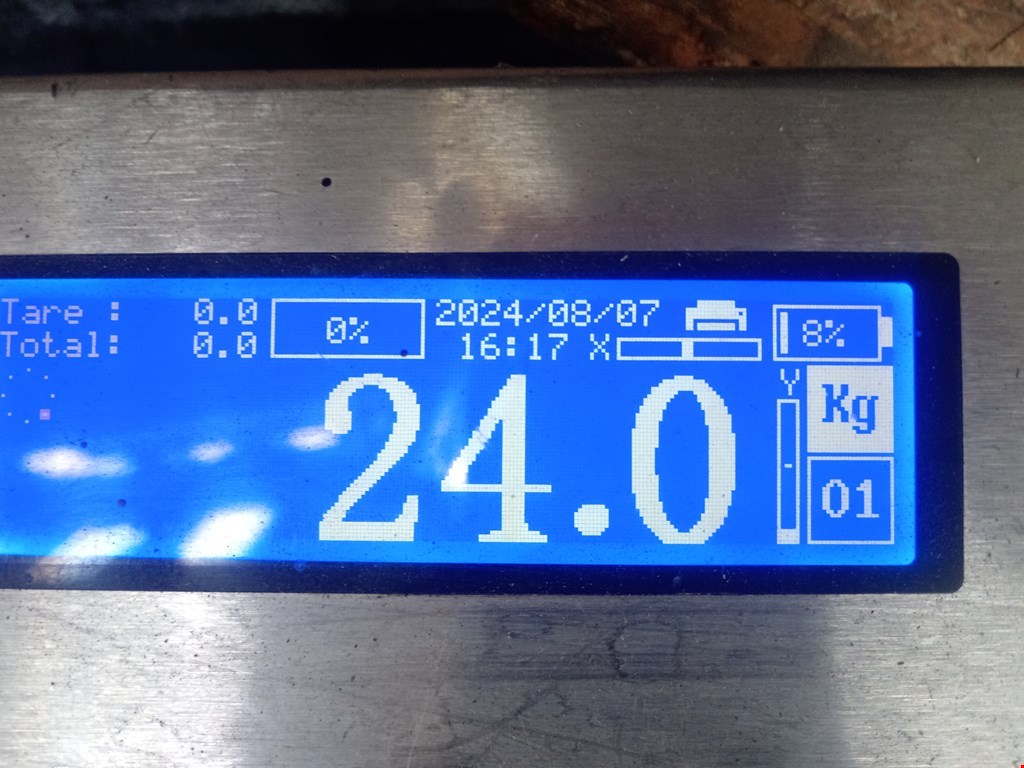 Tare : 0.0
Total: 0.0
0%
2024/08/07
16:17 X
8%
24.0
Y
Kg
01